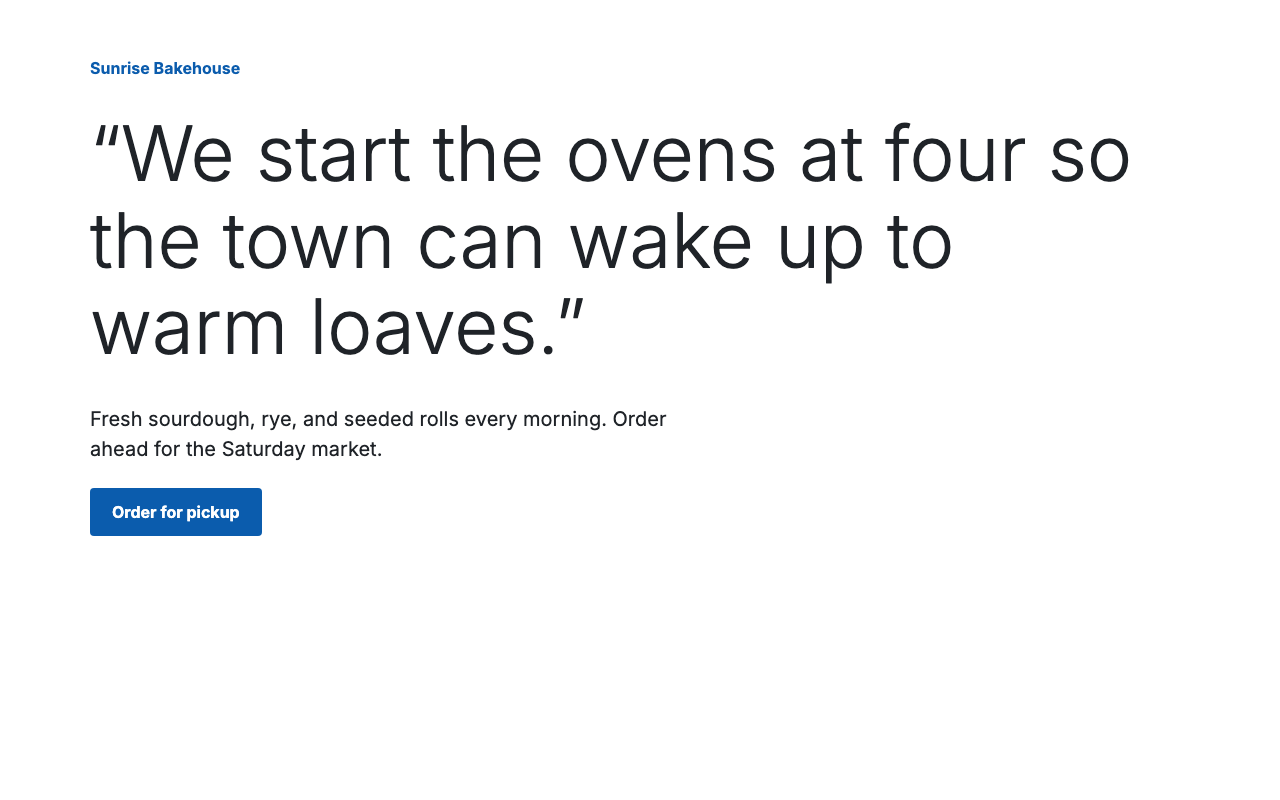 Sunrise Bakehouse
“We start the ovens at four so
the town can wake up to
warm loaves.”
Fresh sourdough, rye, and seeded rolls every morning. Order
ahead for the Saturday market.
Order for pickup